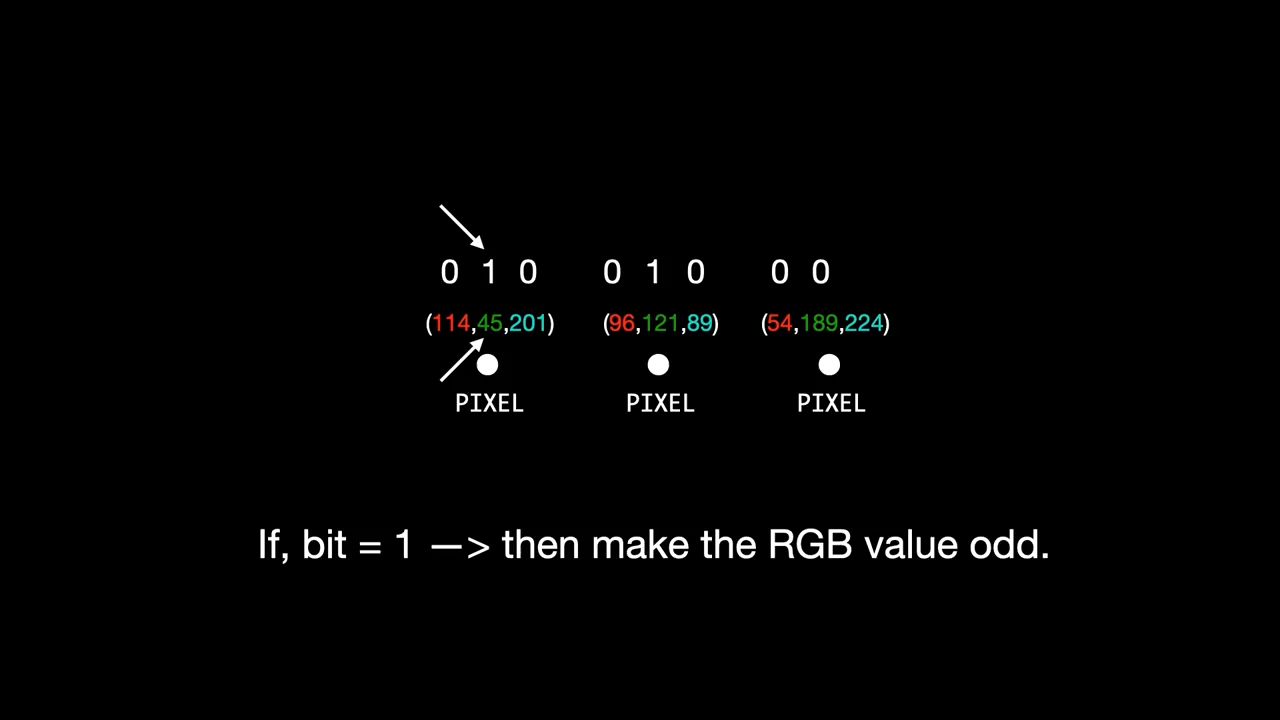 0 1 0 0 1 0 0 0
(114,45,201) (96,121,89) (54,189,224)
PIXEL PIXEL PIXEL
If, bit = 1 —> then make the RGB value odd.